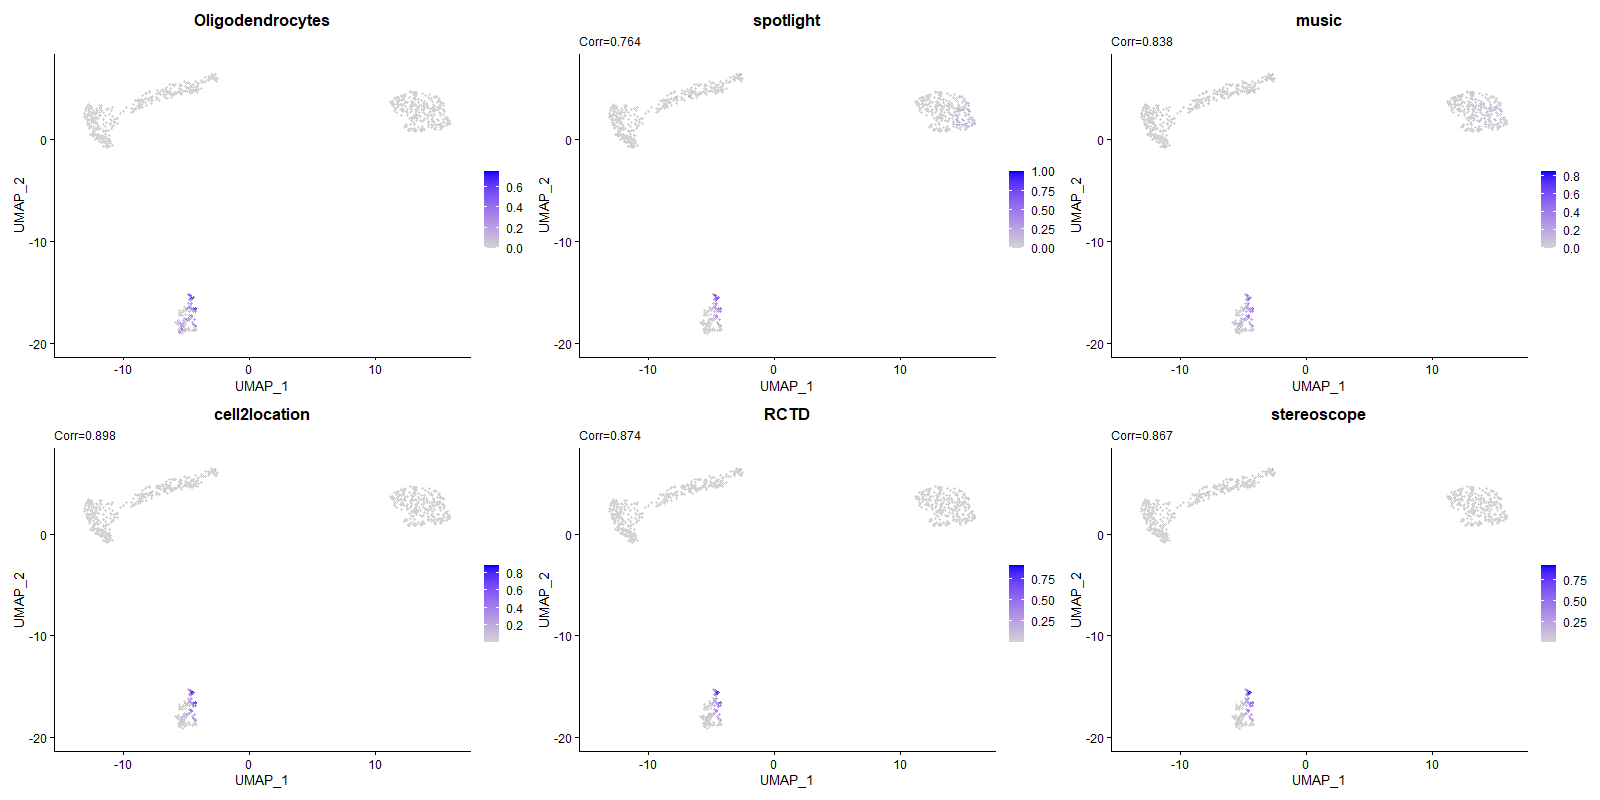 Oligodendrocytes
0
-10
-20
-10
0
10
UMAP_1
UMAP_2
0.6
0.4
0.2
0.0
spotlight
Corr=0.764
0
-10
-20
-10
0
10
UMAP_1
UMAP_2
1.00
0.75
0.50
0.25
0.00
music
Corr=0.838
0
-10
-20
-10
0
10
UMAP_1
UMAP_2
0.8
0.6
0.4
0.2
0.0
cell2location
Corr=0.898
0
-10
-20
-10
0
10
UMAP_1
UMAP_2
0.8
0.6
0.4
0.2
RCTD
Corr=0.874
0
-10
-20
-10
0
10
UMAP_1
UMAP_2
0.75
0.50
0.25
stereoscope
Corr=0.867
0
-10
-20
-10
0
10
UMAP_1
UMAP_2
0.75
0.50
0.25